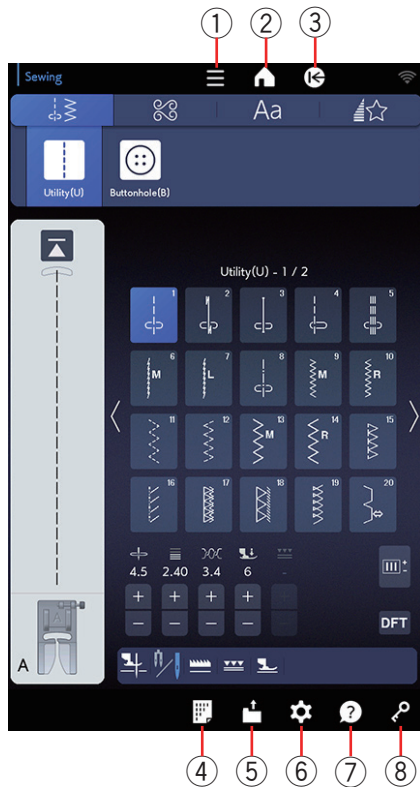 1 2 3
Sewing
Aa
Utility(U) Buttonhole(B)
Utility(U) - 1 / 2
1 2 3 4 5
6 M 7 L 8 9 M 10 R
11 12 13 M 14 R 15
16 17 18 19 20
4.5 2.40 3.4 6 -
+ + + + +
− − − − −
DFT
A
A
4 5 6 7 8